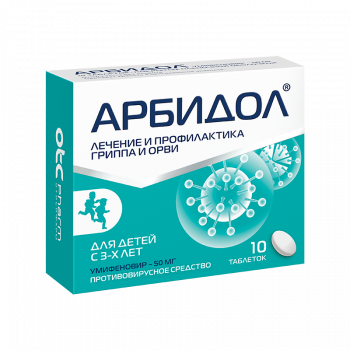 АРБИДОЛ®
ЛЕЧЕНИЕ И ПРОФИЛАКТИКА
ГРИППА И ОРВИ
otc Pharm
ДЛЯ ДЕТЕЙ
С 3-Х ЛЕТ
УМИФЕНОВИР – 50 МГ
ПРОТИВОВИРУСНОЕ СРЕДСТВО
10
ТАБЛЕТОК